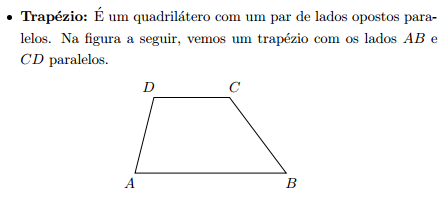 • Trapézio: É um quadrilátero com um par de lados opostos para-
lelos. Na figura a seguir, vemos um trapézio com os lados AB e
CD paralelos.
D C
A B